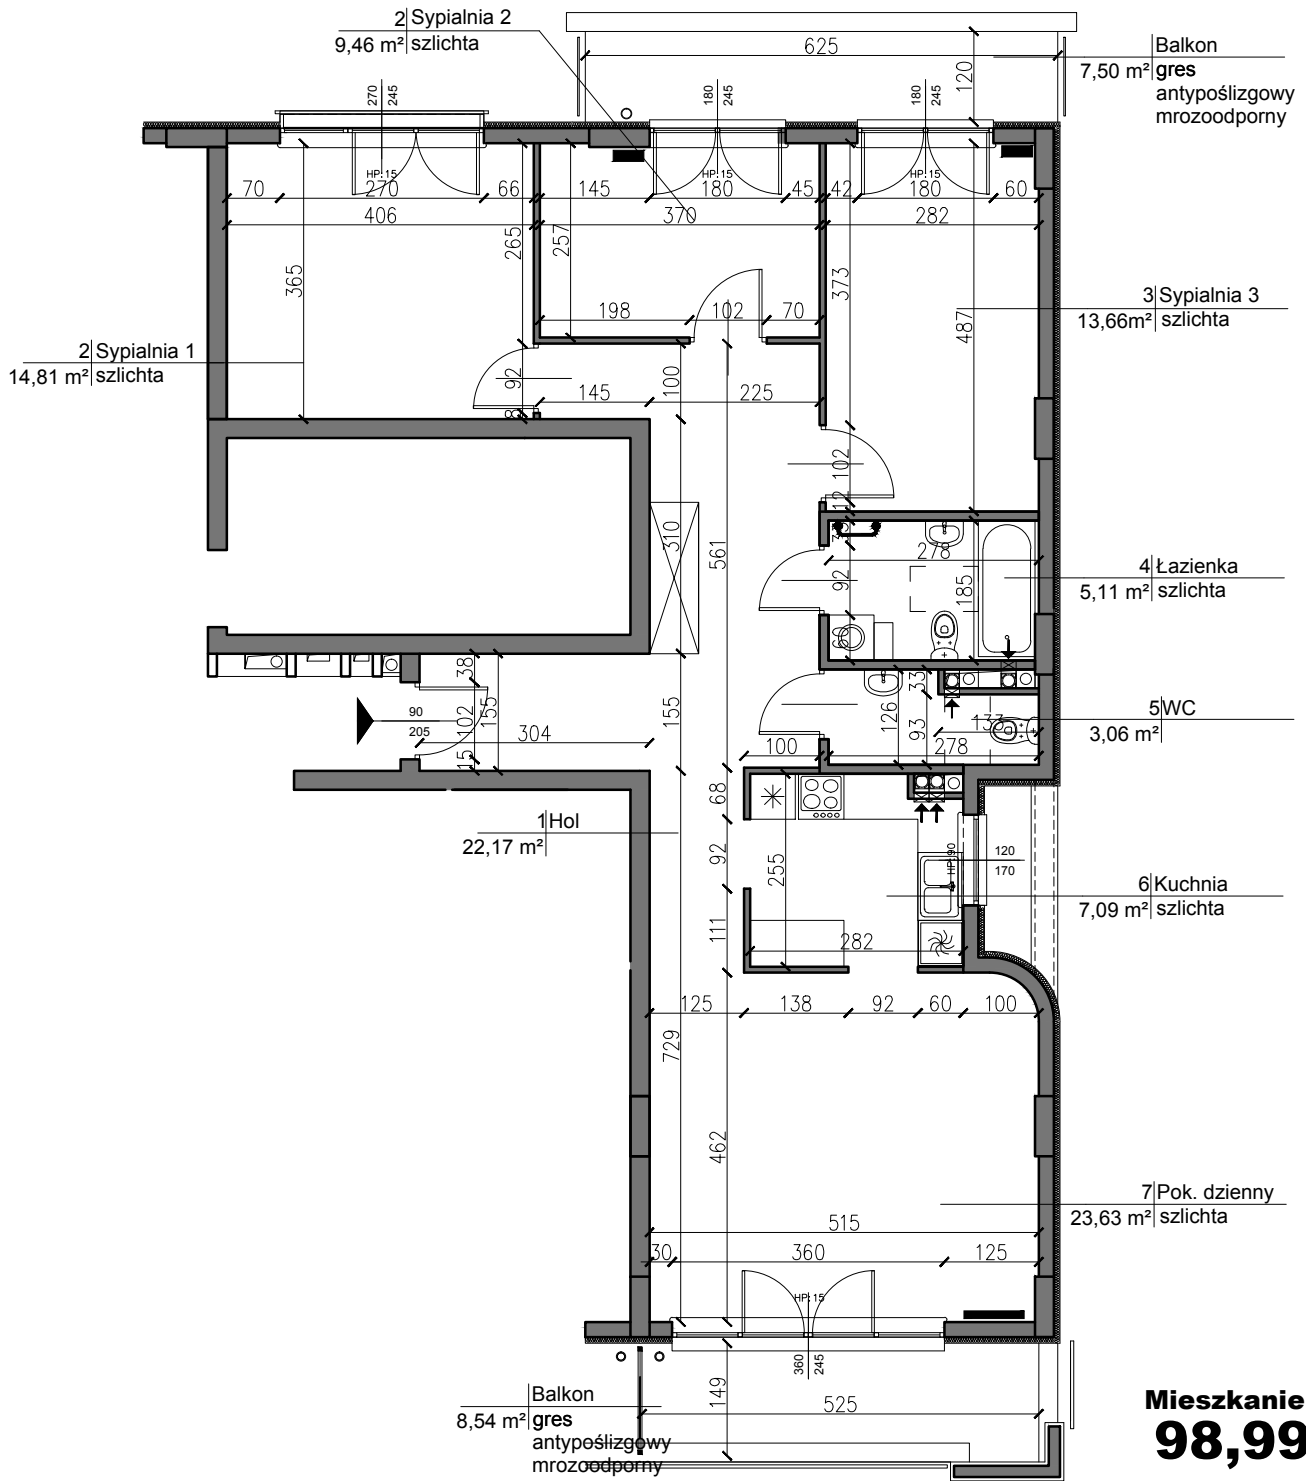 2 Sypialnia 2
9,46 m² szlichta
625
120
Balkon
7,50 m² gres
antypoślizgowy
mrozoodporny
270 245
180 245
180 245
HP: 15
HP: 15
HP: 15
70 270 66 145 180 45 42 180 60
406 370 282
365
265
257
373
487
198 102 70
3 Sypialnia 3
13,66m² szlichta
2 Sypialnia 1
14,81 m² szlichta
92
8
145 100 225
102
12
310
561
278
92
185
4 Łazienka
5,11 m² szlichta
38
102
15
155
90
205
304
155
126
33
93
133
278
100
5 WC
3,06 m²
1 Hol
22,17 m²
68
92
111
255
282
HP: 90
120
170
6 Kuchnia
7,09 m² szlichta
125 138 92 60 100
729
462
7 Pok. dzienny
23,63 m² szlichta
515
30 360 125
HP: 15
360 245
149
525
Balkon
8,54 m² gres
antypoślizgowy
mrozoodporny
Mieszkanie
98,99